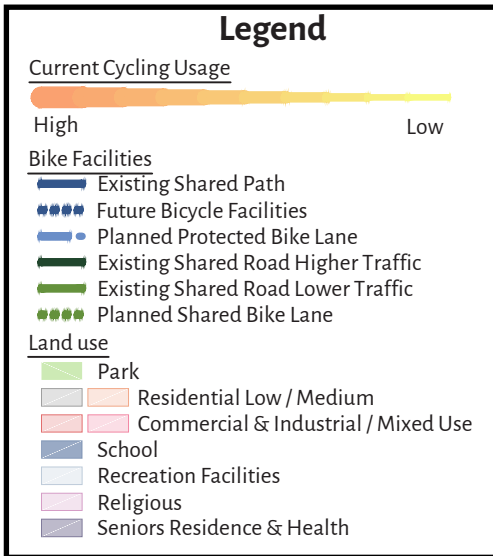 Legend
Current Cycling Usage
High Low
Bike Facilities
Existing Shared Path
Future Bicycle Facilities
Planned Protected Bike Lane
Existing Shared Road Higher Traffic
Existing Shared Road Lower Traffic
Planned Shared Bike Lane
Land use
Park
Residential Low / Medium
Commercial & Industrial / Mixed Use
School
Recreation Facilities
Religious
Seniors Residence & Health